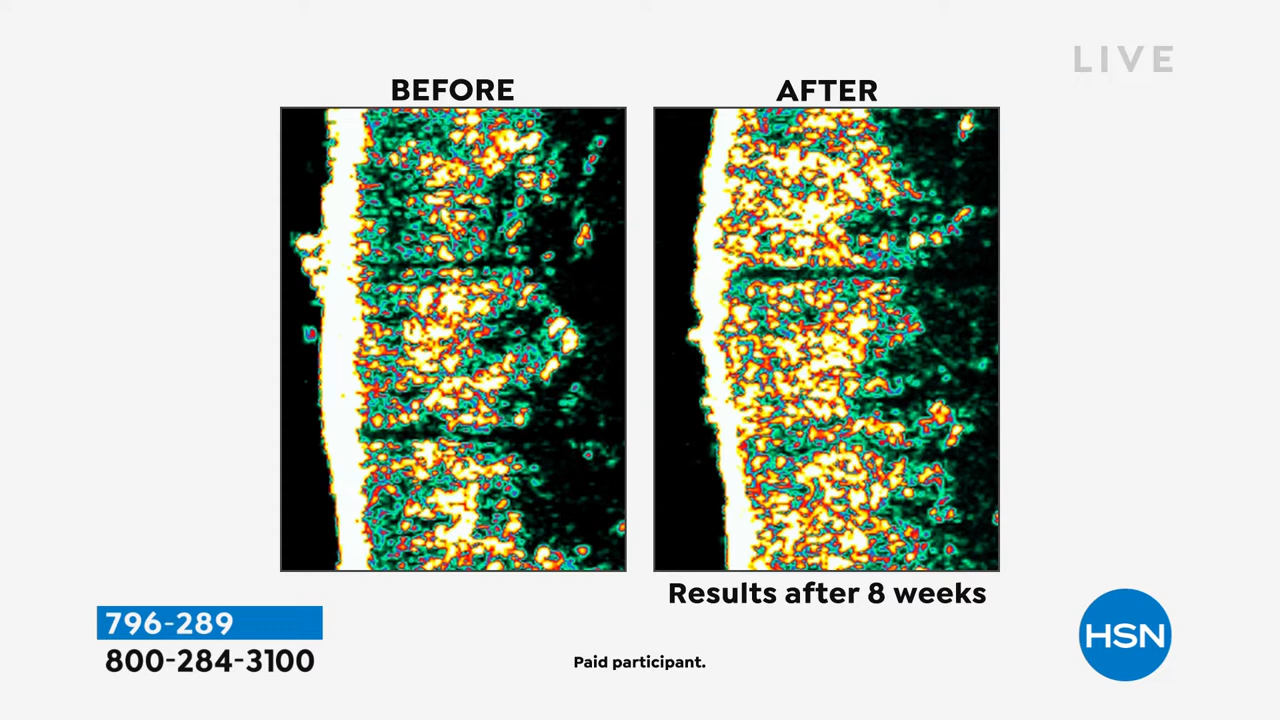 LIVE
BEFORE
AFTER
Results after 8 weeks
796-289
800-284-3100
Paid participant.
HSN